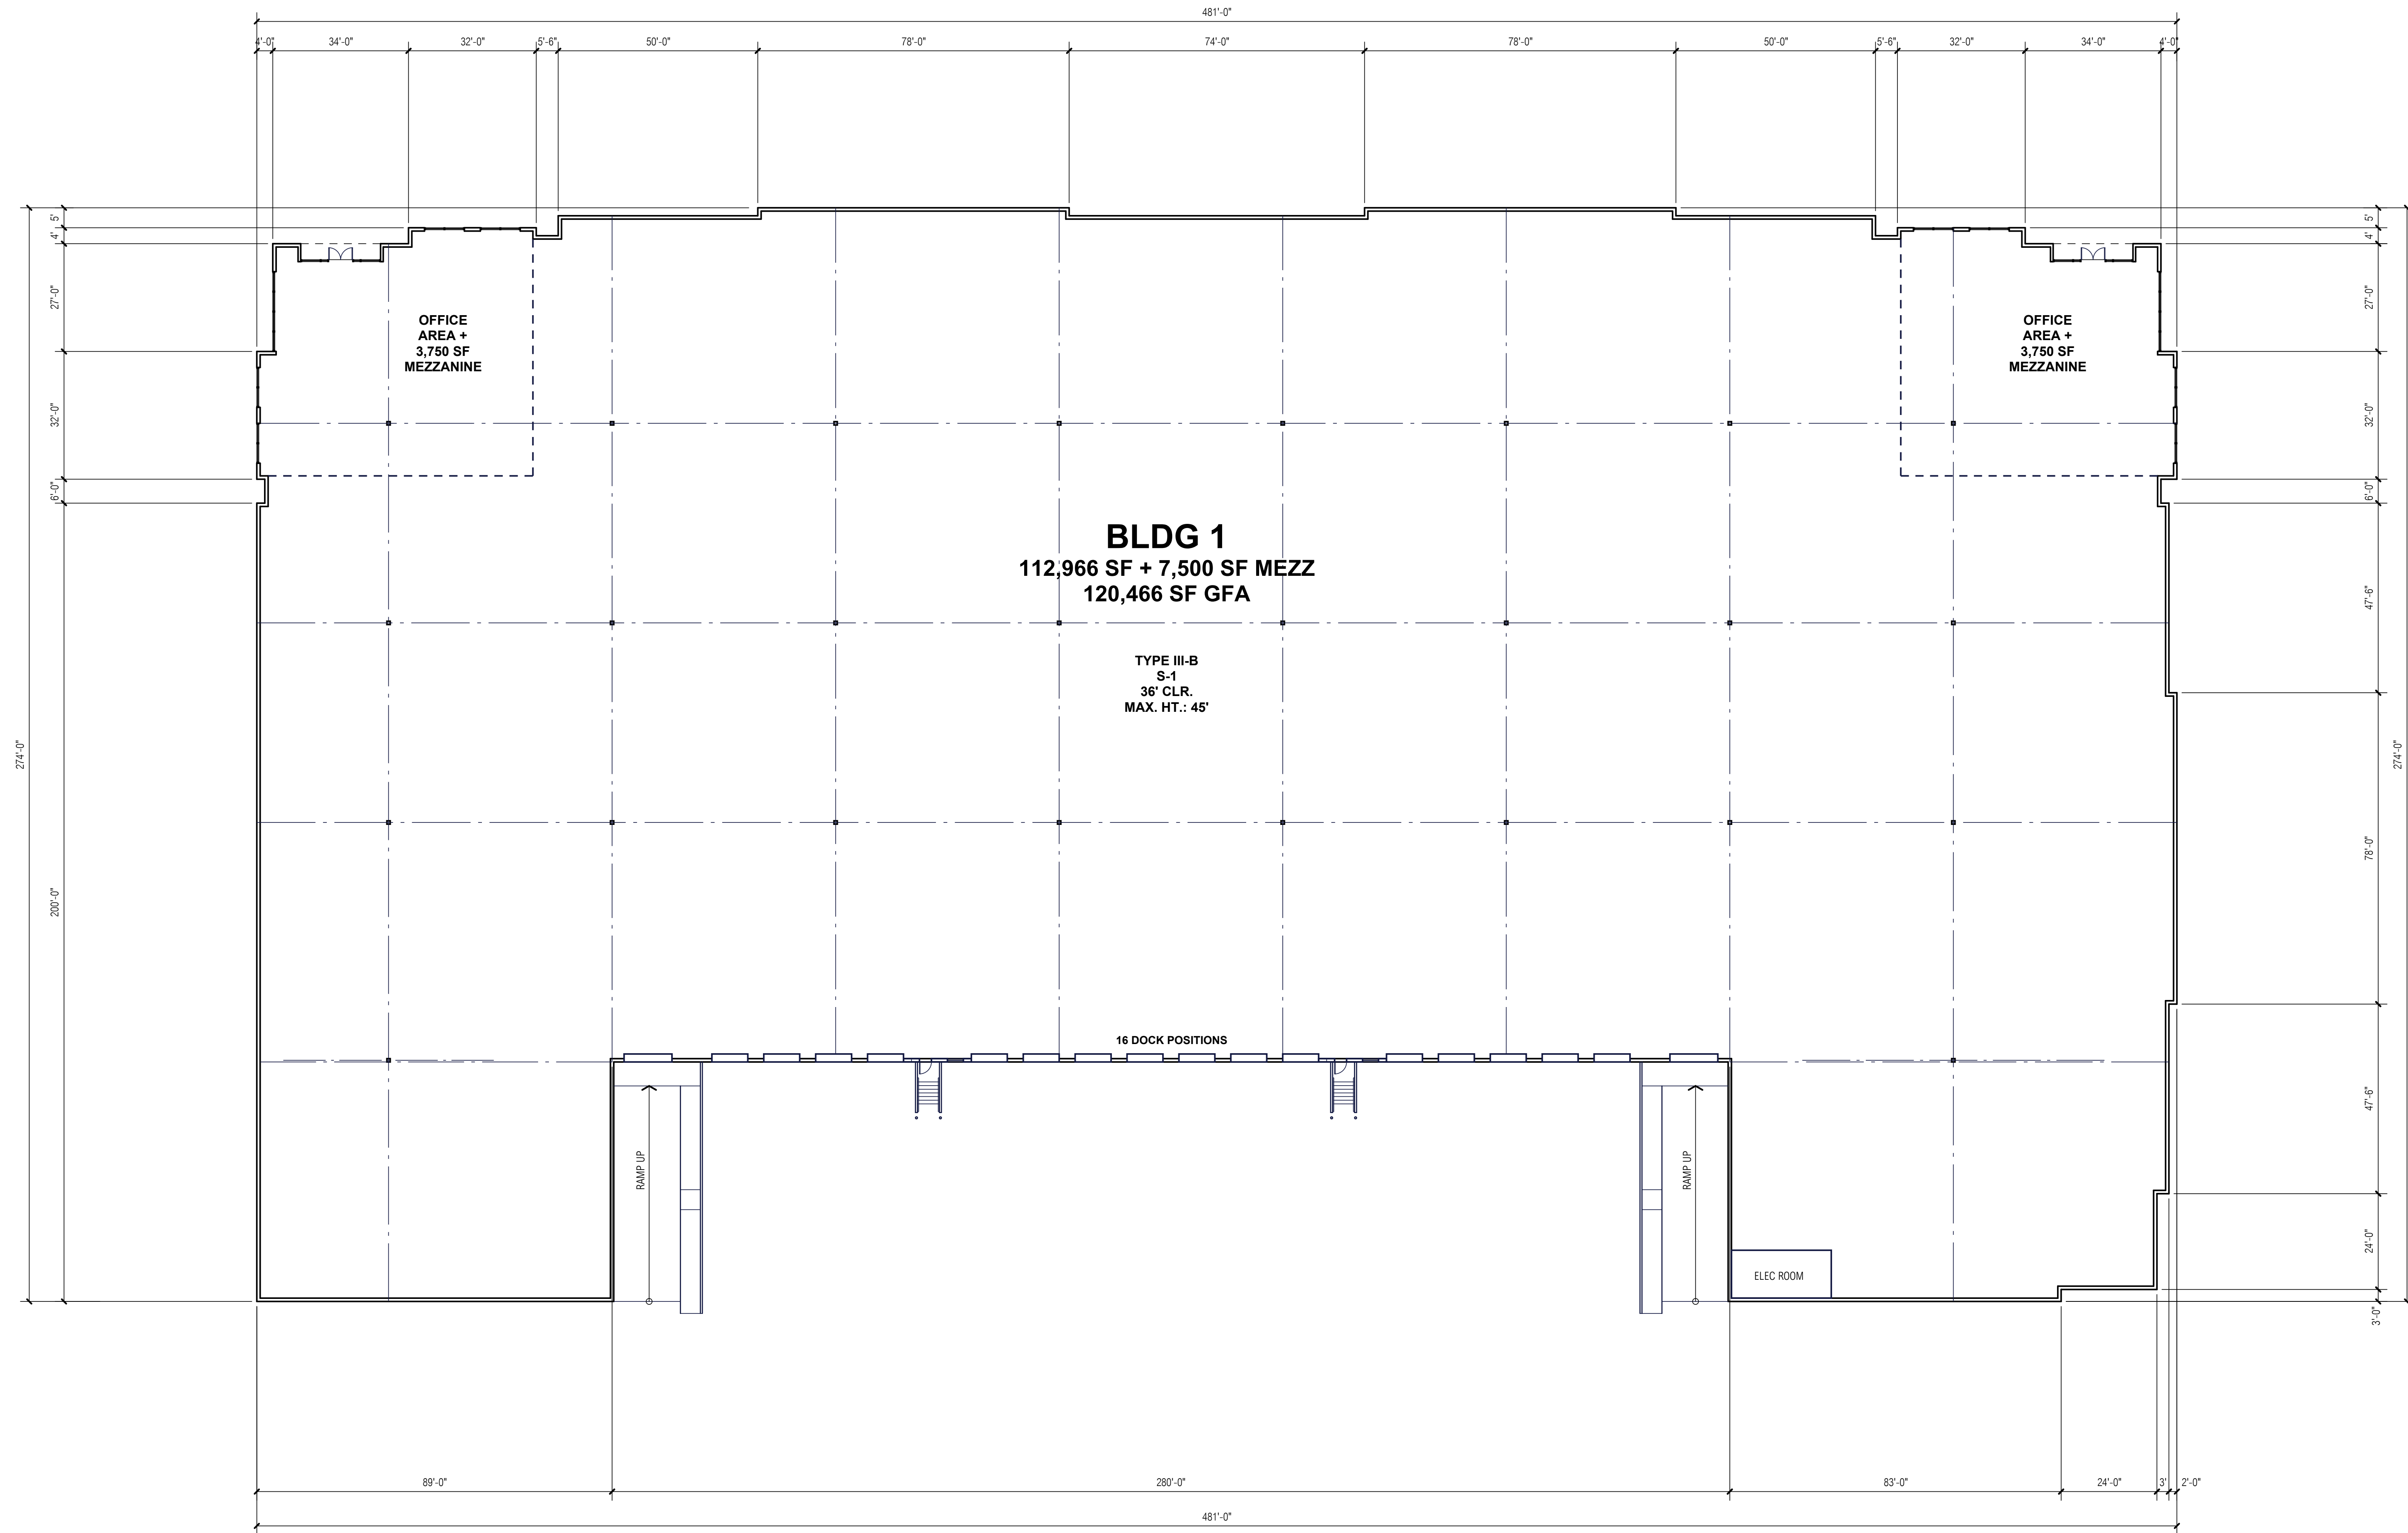 481'-0"
4'-0"
34'-0"
32'-0"
5'-6"
50'-0"
78'-0"
74'-0"
78'-0"
50'-0"
5'-6"
32'-0"
34'-0"
4'-0"
5'
4'
27'-0"
32'-0"
6'-0"
200'-0"
274'-0"
OFFICE
AREA +
3,750 SF
MEZZANINE
OFFICE
AREA +
3,750 SF
MEZZANINE
BLDG 1
112,966 SF + 7,500 SF MEZZ
120,466 SF GFA
TYPE III-B
S-1
36' CLR.
MAX. HT.: 45'
16 DOCK POSITIONS
RAMP UP
RAMP UP
ELEC ROOM
5'
4'
27'-0"
32'-0"
6'-0"
47'-6"
78'-0"
47'-6"
24'-0"
3'-0"
274'-0"
89'-0"
280'-0"
83'-0"
24'-0"
3'
2'-0"
481'-0"